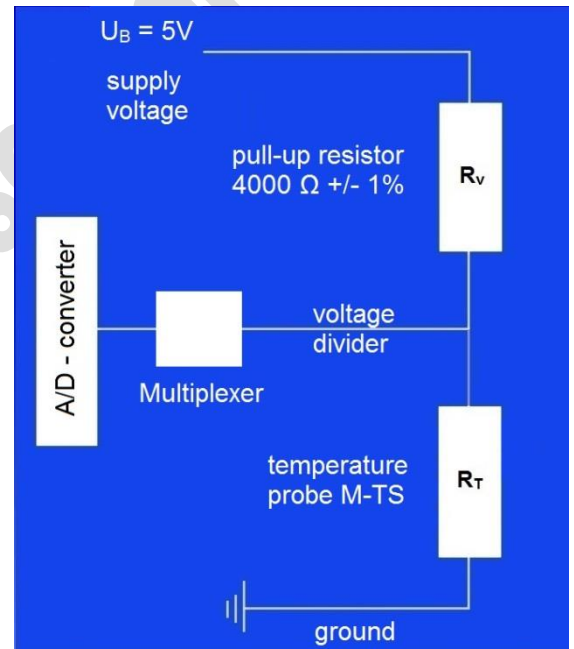 U_B = 5V
supply
voltage
pull-up resistor
4000 Ω +/- 1%
R_v
A/D - converter
voltage
divider
Multiplexer
temperature
probe M-TS
R_T
ground